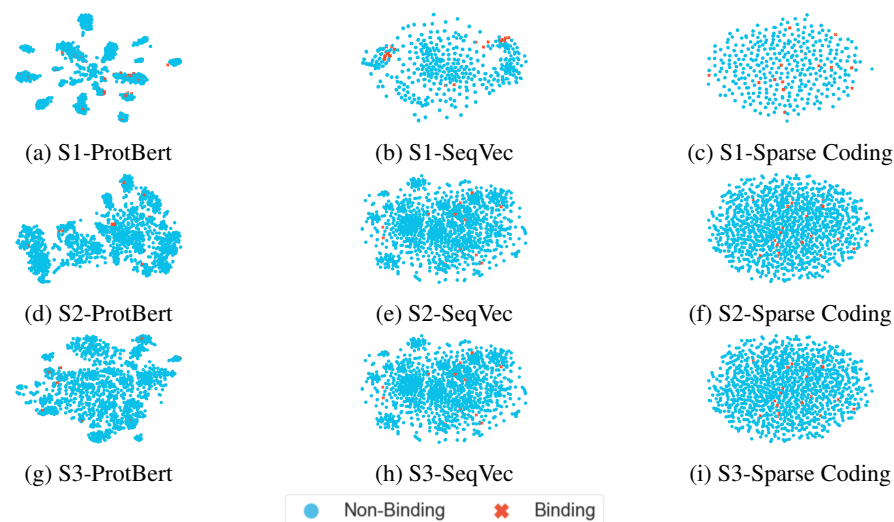 (a) S1-ProtBert
(b) S1-SeqVec
(c) S1-Sparse Coding
(d) S2-ProtBert
(e) S2-SeqVec
(f) S2-Sparse Coding
(g) S3-ProtBert
(h) S3-SeqVec
(i) S3-Sparse Coding
Non-Binding
Binding